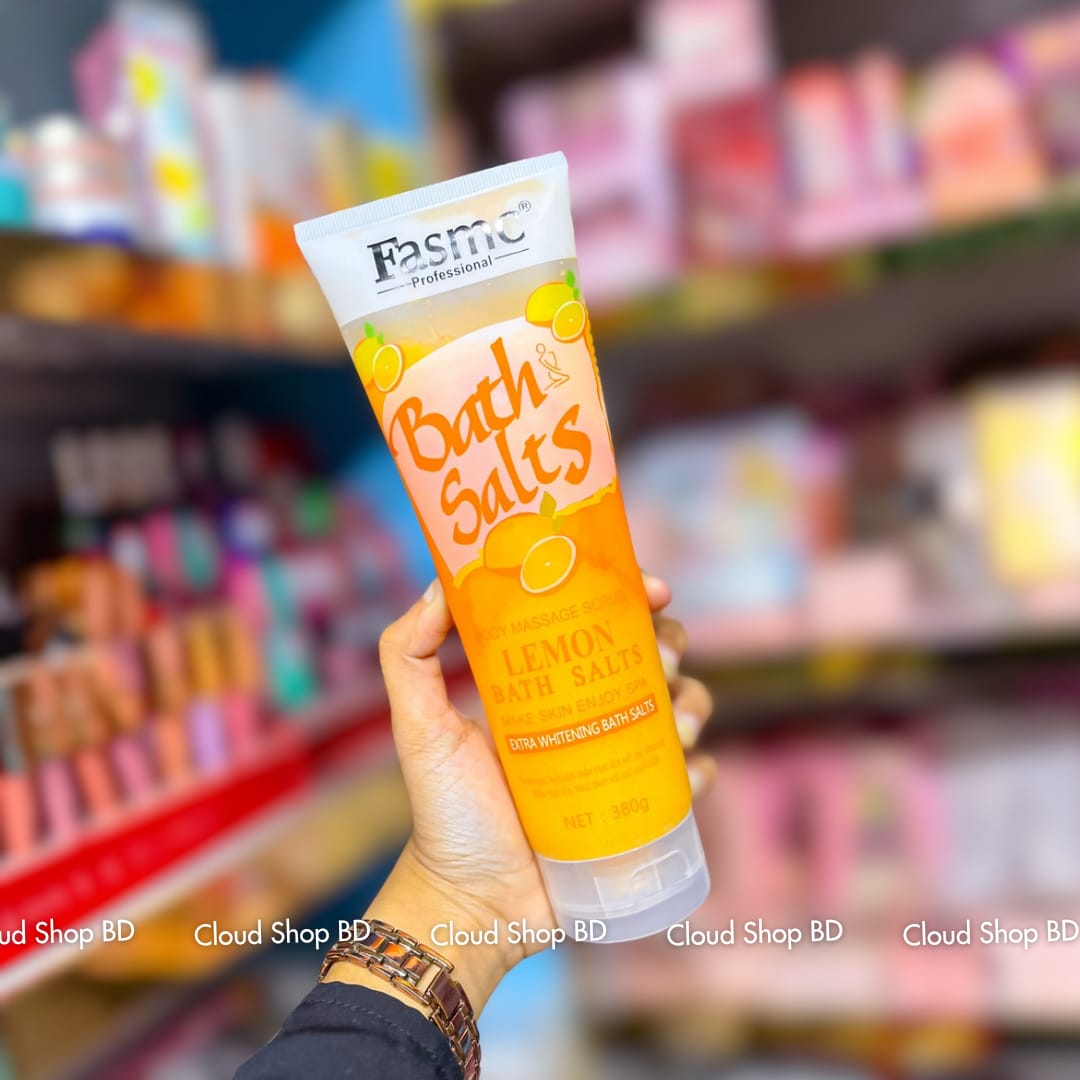 Fasmc®
Professional
Bath
Salts
BODY MASSAGE SCRUB
LEMON
BATH SALTS
MAKE SKIN ENJOY SPA
EXTRA WHITENING BATH SALTS
NET : 380g
ud Shop BD
Cloud Shop BD
Cloud Shop BD
Cloud Shop BD
Cloud Shop BD